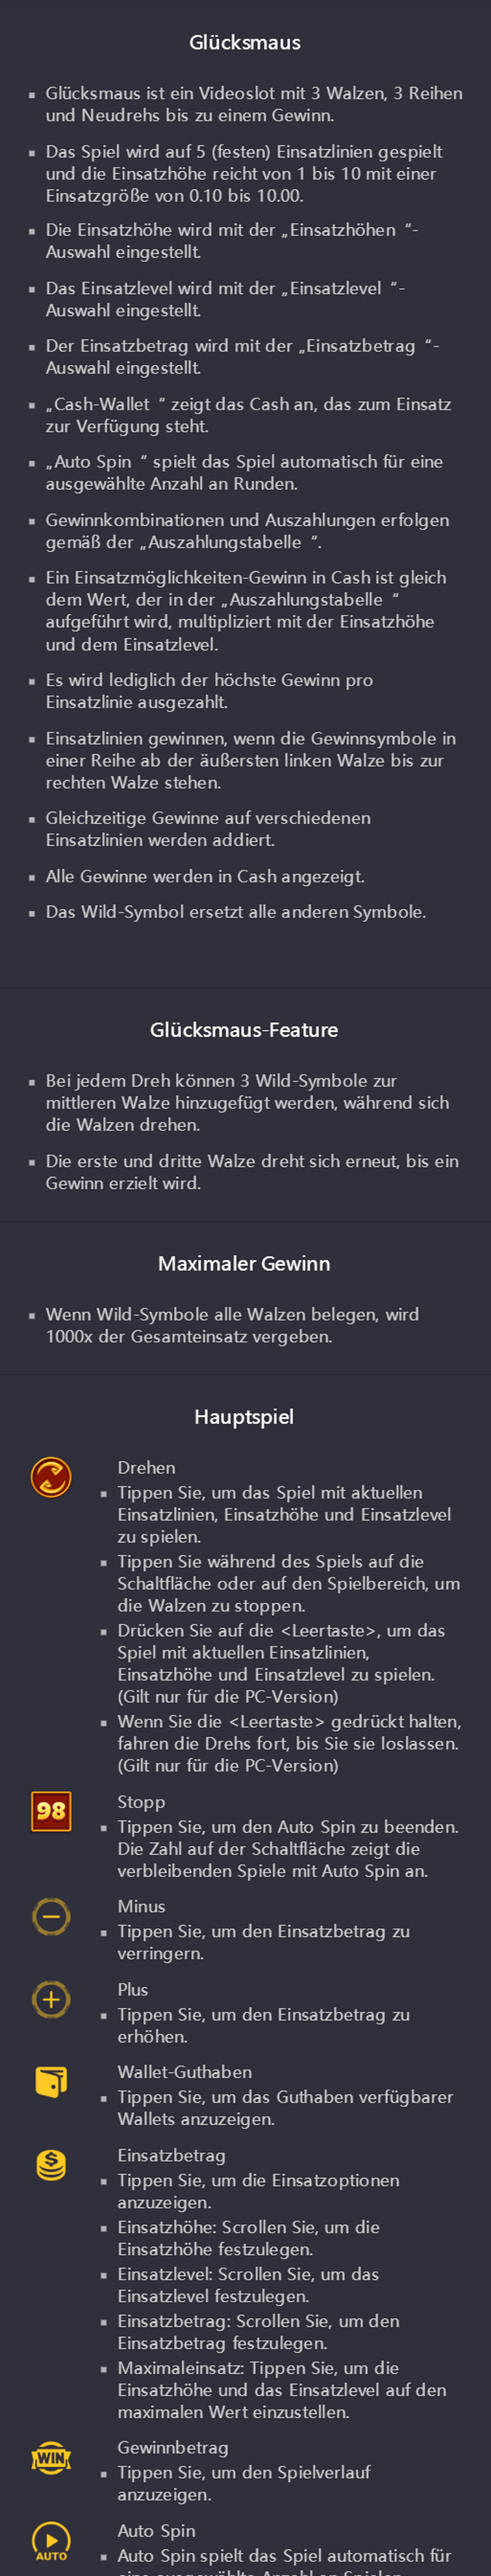 Glücksmaus
Glücksmaus ist ein Videoslot mit 3 Walzen, 3 Reihen
und Neudrehs bis zu einem Gewinn.
Das Spiel wird auf 5 (festen) Einsatzlinien gespielt
und die Einsatzhöhe reicht von 1 bis 10 mit einer
Einsatzgröße von 0.10 bis 10.00.
Die Einsatzhöhe wird mit der „Einsatzhöhen “-
Auswahl eingestellt.
Das Einsatzlevel wird mit der „Einsatzlevel “-
Auswahl eingestellt.
Der Einsatzbetrag wird mit der „Einsatzbetrag “-
Auswahl eingestellt.
„Cash-Wallet “ zeigt das Cash an, das zum Einsatz
zur Verfügung steht.
„Auto Spin “ spielt das Spiel automatisch für eine
ausgewählte Anzahl an Runden.
Gewinnkombinationen und Auszahlungen erfolgen
gemäß der „Auszahlungstabelle “.
Ein Einsatzmöglichkeiten-Gewinn in Cash ist gleich
dem Wert, der in der „Auszahlungstabelle “
aufgeführt wird, multipliziert mit der Einsatzhöhe
und dem Einsatzlevel.
Es wird lediglich der höchste Gewinn pro
Einsatzlinie ausgezahlt.
Einsatzlinien gewinnen, wenn die Gewinnsymbole in
einer Reihe ab der äußersten linken Walze bis zur
rechten Walze stehen.
Gleichzeitige Gewinne auf verschiedenen
Einsatzlinien werden addiert.
Alle Gewinne werden in Cash angezeigt.
Das Wild-Symbol ersetzt alle anderen Symbole.
Glücksmaus-Feature
Bei jedem Dreh können 3 Wild-Symbole zur
mittleren Walze hinzugefügt werden, während sich
die Walzen drehen.
Die erste und dritte Walze dreht sich erneut, bis ein
Gewinn erzielt wird.
Maximaler Gewinn
Wenn Wild-Symbole alle Walzen belegen, wird
1000x der Gesamteinsatz vergeben.
Hauptspiel
Drehen
Tippen Sie, um das Spiel mit aktuellen
Einsatzlinien, Einsatzhöhe und Einsatzlevel
zu spielen.
Tippen Sie während des Spiels auf die
Schaltfläche oder auf den Spielbereich, um
die Walzen zu stoppen.
Drücken Sie auf die <Leertaste>, um das
Spiel mit aktuellen Einsatzlinien,
Einsatzhöhe und Einsatzlevel zu spielen.
(Gilt nur für die PC-Version)
Wenn Sie die <Leertaste> gedrückt halten,
fahren die Drehs fort, bis Sie sie loslassen.
(Gilt nur für die PC-Version)
98
Stopp
Tippen Sie, um den Auto Spin zu beenden.
Die Zahl auf der Schaltfläche zeigt die
verbleibenden Spiele mit Auto Spin an.
Minus
Tippen Sie, um den Einsatzbetrag zu
verringern.
Plus
Tippen Sie, um den Einsatzbetrag zu
erhöhen.
Wallet-Guthaben
Tippen Sie, um das Guthaben verfügbarer
Wallets anzuzeigen.
Einsatzbetrag
Tippen Sie, um die Einsatzoptionen
anzuzeigen.
Einsatzhöhe: Scrollen Sie, um die
Einsatzhöhe festzulegen.
Einsatzlevel: Scrollen Sie, um das
Einsatzlevel festzulegen.
Einsatzbetrag: Scrollen Sie, um den
Einsatzbetrag festzulegen.
Maximaleinsatz: Tippen Sie, um die
Einsatzhöhe und das Einsatzlevel auf den
maximalen Wert einzustellen.
WIN
Gewinnbetrag
Tippen Sie, um den Spielverlauf
anzuzeigen.
AUTO
Auto Spin
Auto Spin spielt das Spiel automatisch für